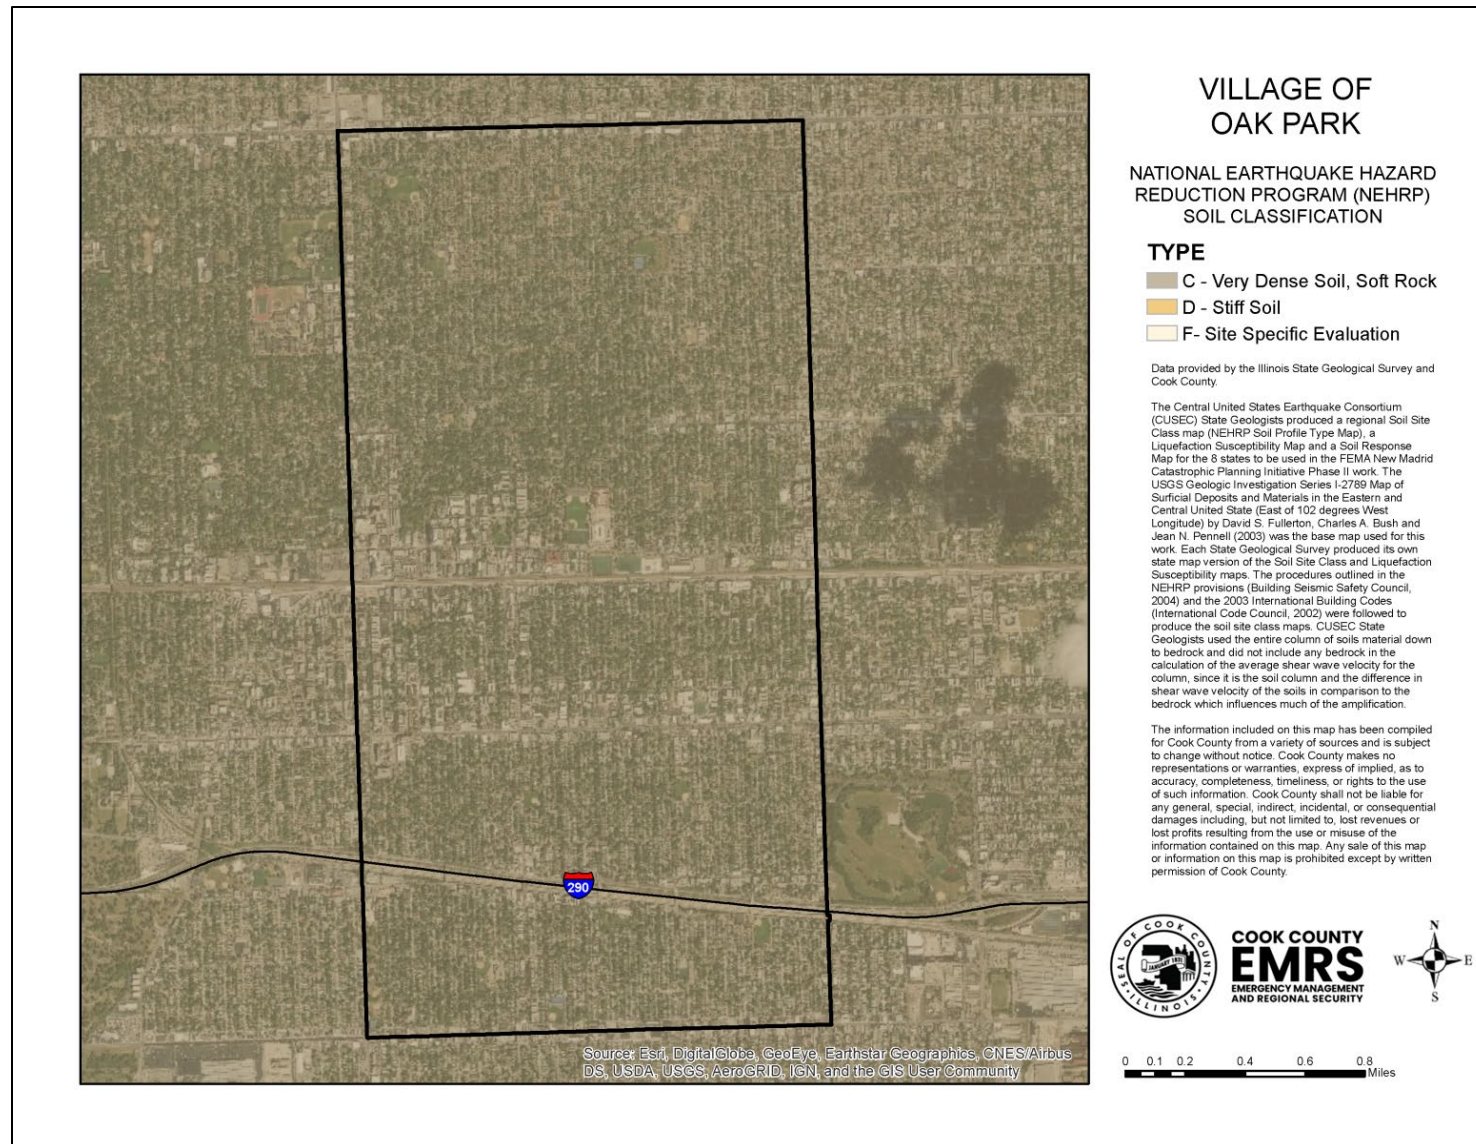 VILLAGE OF
OAK PARK
NATIONAL EARTHQUAKE HAZARD
REDUCTION PROGRAM (NEHRP)
SOIL CLASSIFICATION
TYPE
C - Very Dense Soil, Soft Rock
D - Stiff Soil
F- Site Specific Evaluation
Data provided by the Illinois State Geological Survey and
Cook County.
The Central United States Earthquake Consortium
(CUSEC) State Geologists produced a regional Soil Site
Class map (NEHRP Soil Profile Type Map), a
Liquefaction Susceptibility Map and a Soil Response
Map for the 8 states to be used in the FEMA New Madrid
Catastrophic Planning Initiative Phase II work. The
USGS Geologic Investigation Series I-2789 Map of
Surficial Deposits and Materials in the Eastern and
Central United State (East of 102 degrees West
Longitude) by David S. Fullerton, Charles A. Bush and
Jean N. Pennell (2003) was the base map used for this
work. Each State Geological Survey produced its own
state map version of the Soil Site Class and Liquefaction
Susceptibility maps. The procedures outlined in the
NEHRP provisions (Building Seismic Safety Council,
2004) and the 2003 International Building Codes
(International Code Council, 2002) were followed to
produce the soil site class maps. CUSEC State
Geologists used the entire column of soils material down
to bedrock and did not include any bedrock in the
calculation of the average shear wave velocity for the
column, since it is the soil column and the difference in
shear wave velocity of the soils in comparison to the
bedrock which influences much of the amplification.
The information included on this map has been compiled
for Cook County from a variety of sources and is subject
to change without notice. Cook County makes no
representations or warranties, express of implied, as to
accuracy, completeness, timeliness, or rights to the use
of such information. Cook County shall not be liable for
any general, special, indirect, incidental, or consequential
damages including, but not limited to, lost revenues or
lost profits resulting from the use or misuse of the
information contained on this map. Any sale of this map
or information on this map is prohibited except by written
permission of Cook County.
290
SEAL OF COOK COUNTY
JANUARY 1831
ILLINOIS
COOK COUNTY
EMRS
EMERGENCY MANAGEMENT
AND REGIONAL SECURITY
N
W E
S
Source: Esri, DigitalGlobe, GeoEye, Earthstar Geographics, CNES/Airbus
DS, USDA, USGS, AeroGRID, IGN, and the GIS User Community
0 0.1 0.2 0.4 0.6 0.8
Miles